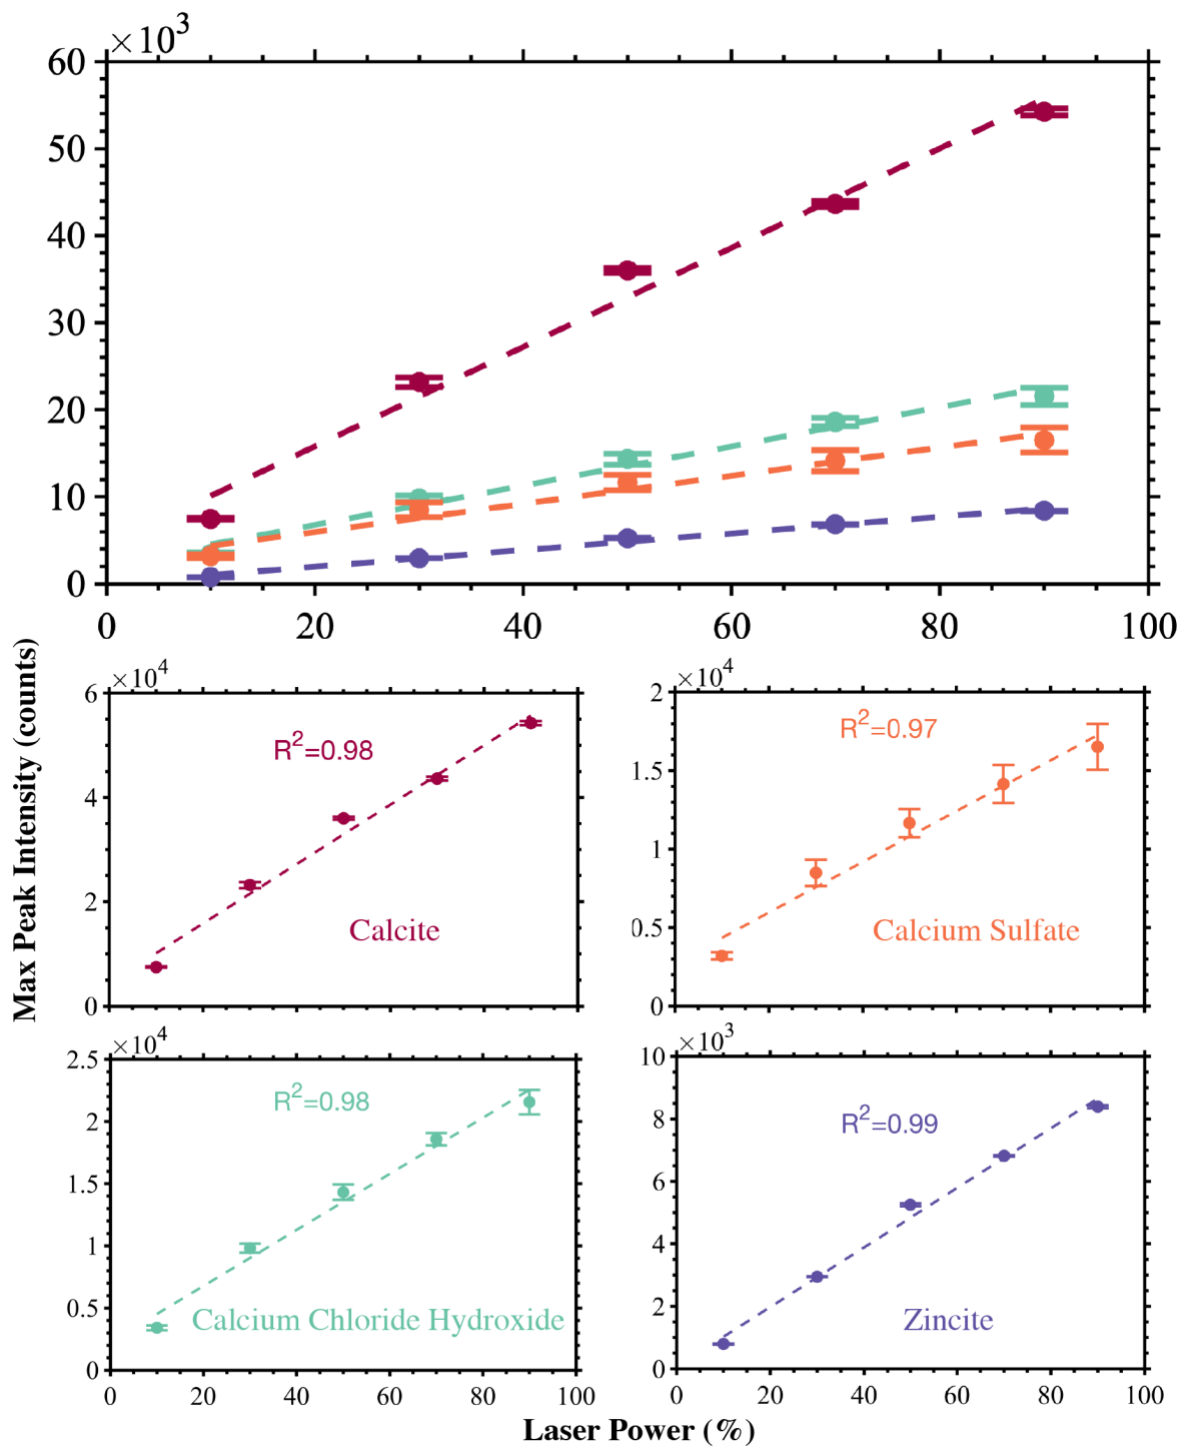 ×10³
60
50
40
30
20
10
0
0 20 40 60 80 100
Max Peak Intensity (counts)
×10⁴
6
4
2
0
R²=0.98
Calcite
×10⁴
2
1.5
1
0.5
0
R²=0.97
Calcium Sulfate
×10⁴
2.5
2
1.5
1
0.5
0
R²=0.98
Calcium Chloride Hydroxide
0 20 40 60 80 100
×10³
10
8
6
4
2
0
R²=0.99
Zincite
0 20 40 60 80 100
Laser Power (%)